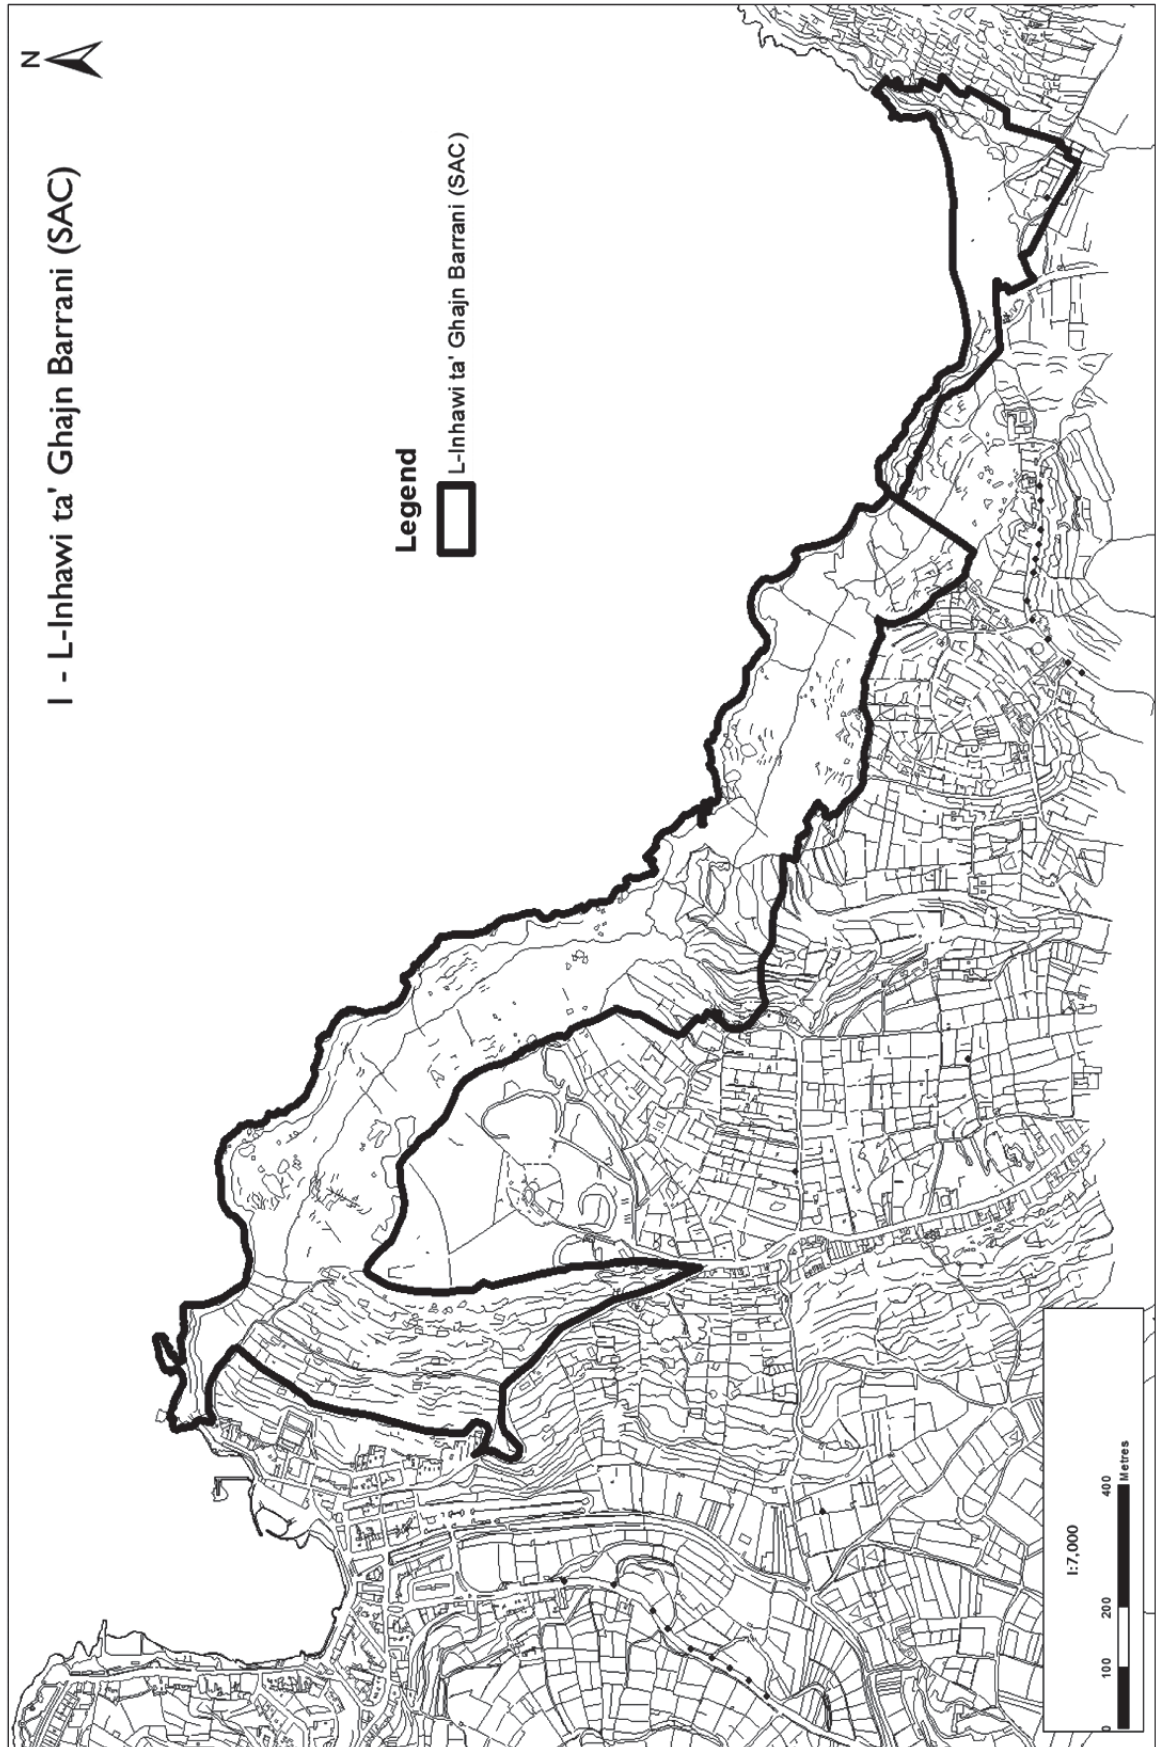 1 - L-Inhawi ta' Ghajn Barrani (SAC)
N
Legend
L-Inhawi ta' Ghajn Barrani (SAC)
1:7,000
0 100 200 400
Metres